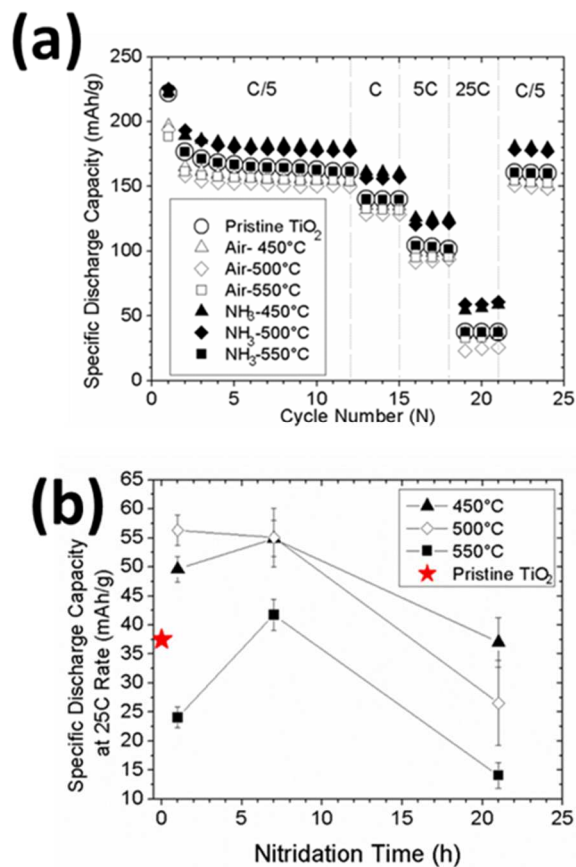 (a)
C/5
C
5C
25C
C/5
250
200
150
100
50
0
Specific Discharge Capacity (mAh/g)
Pristine TiO₂
Air- 450°C
Air-500°C
Air-550°C
NH₃-450°C
NH₃-500°C
NH₃-550°C
0 5 10 15 20 25
Cycle Number (N)
(b)
65
60
55
50
45
40
35
30
25
20
15
10
Specific Discharge Capacity
at 25C Rate (mAh/g)
450°C
500°C
550°C
Pristine TiO₂
0 5 10 15 20 25
Nitridation Time (h)